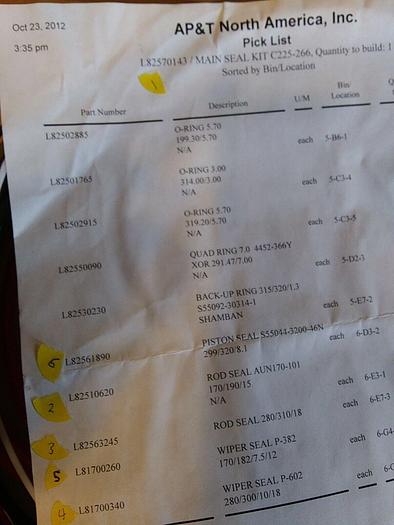 Oct 23, 2012
3:35 pm
AP&T North America, Inc.
Pick List
L82570143 / MAIN SEAL KIT C225-266, Quantity to build: 1
Sorted by Bin/Location
1
Part Number Description U/M Bin/ Location
L82502885 O-RING 5.70 each 5-B6-1
199.30/5.70
N/A
L82501765 O-RING 3.00 each 5-C3-4
314.00/3.00
N/A
L82502915 O-RING 5.70 each 5-C3-5
319.20/5.70
N/A
L82550090 QUAD RING 7.0 4452-366Y each 5-D2-3
XOR 291.47/7.00
N/A
L82530230 BACK-UP RING 315/320/1.3 each 5-E7-2
S55092-30314-1
SHAMBAN
6 L82561890 PISTON SEAL S55044-3200-46N each 6-D3-2
299/320/8.1
2 L82510620 ROD SEAL AUN170-101 each 6-E3-1
170/190/15
N/A
3 L82563245 ROD SEAL 280/310/18 each 6-E7-3
5 L81700260 WIPER SEAL P-382 each 6-G4-
170/182/7.5/12
4 L81700340 WIPER SEAL P-602 each
280/300/10/18